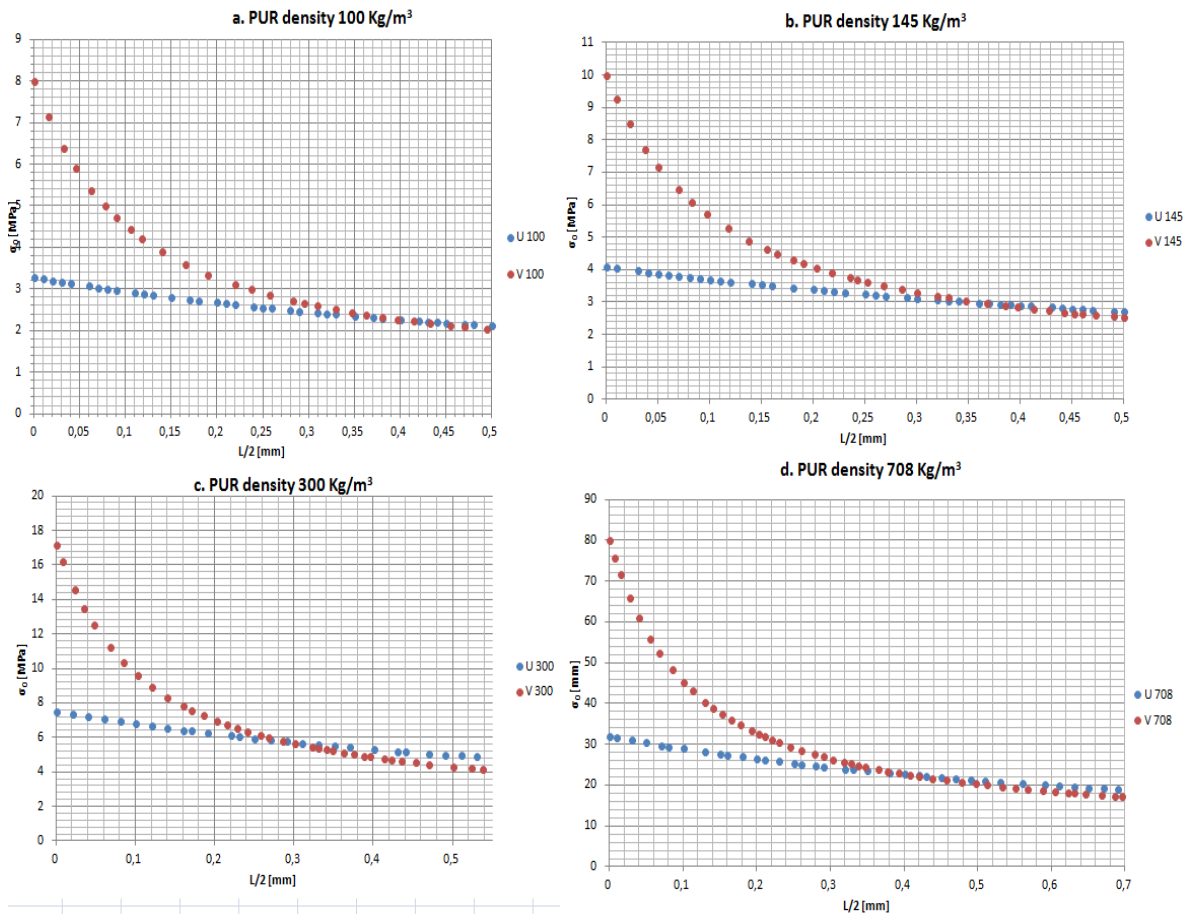 a. PUR density 100 Kg/m³
9
8
7
6
5
4
3
2
1
0
σ₀ [MPa]
0 0,05 0,1 0,15 0,2 0,25 0,3 0,35 0,4 0,45 0,5
L/2 [mm]
U 100
V 100
b. PUR density 145 Kg/m³
11
10
9
8
7
6
5
4
3
2
1
0
σ₀ [MPa]
0 0,05 0,1 0,15 0,2 0,25 0,3 0,35 0,4 0,45 0,5
L/2 [mm]
U 145
V 145
c. PUR density 300 Kg/m³
20
18
16
14
12
10
8
6
4
2
0
σ₀ [MPa]
0 0,1 0,2 0,3 0,4 0,5
L/2 [mm]
U 300
V 300
d. PUR density 708 Kg/m³
90
80
70
60
50
40
30
20
10
0
σ₀ [mm]
0 0,1 0,2 0,3 0,4 0,5 0,6 0,7
L/2 [mm]
U 708
V 708